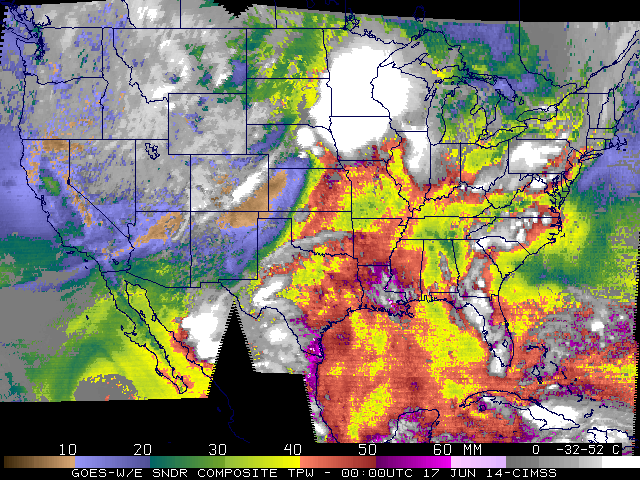 10 20 30 40 50 60 MM 0 -32-52 C
GOES-W/E SNDR COMPOSITE TPW - 00:00UTC 17 JUN 14-CIMSS